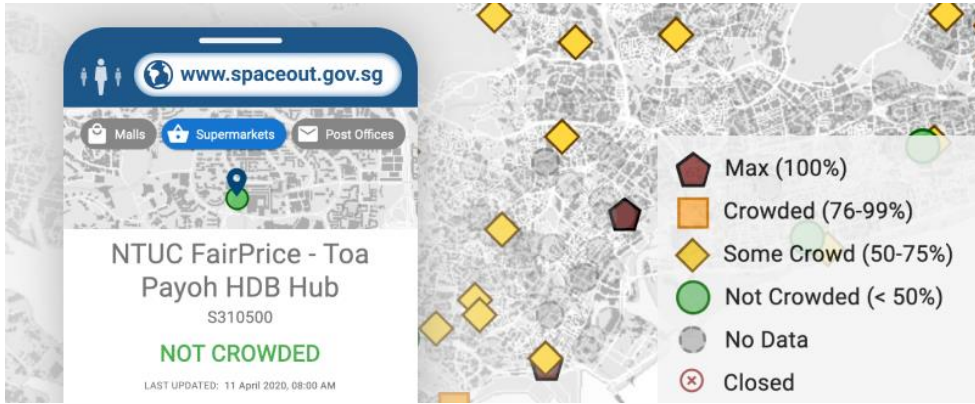 www.spaceout.gov.sg
Malls
Supermarkets
Post Offices
NTUC FairPrice - Toa
Payoh HDB Hub
S310500
NOT CROWDED
LAST UPDATED: 11 April 2020, 08:00 AM
Max (100%)
Crowded (76-99%)
Some Crowd (50-75%)
Not Crowded (< 50%)
No Data
Closed